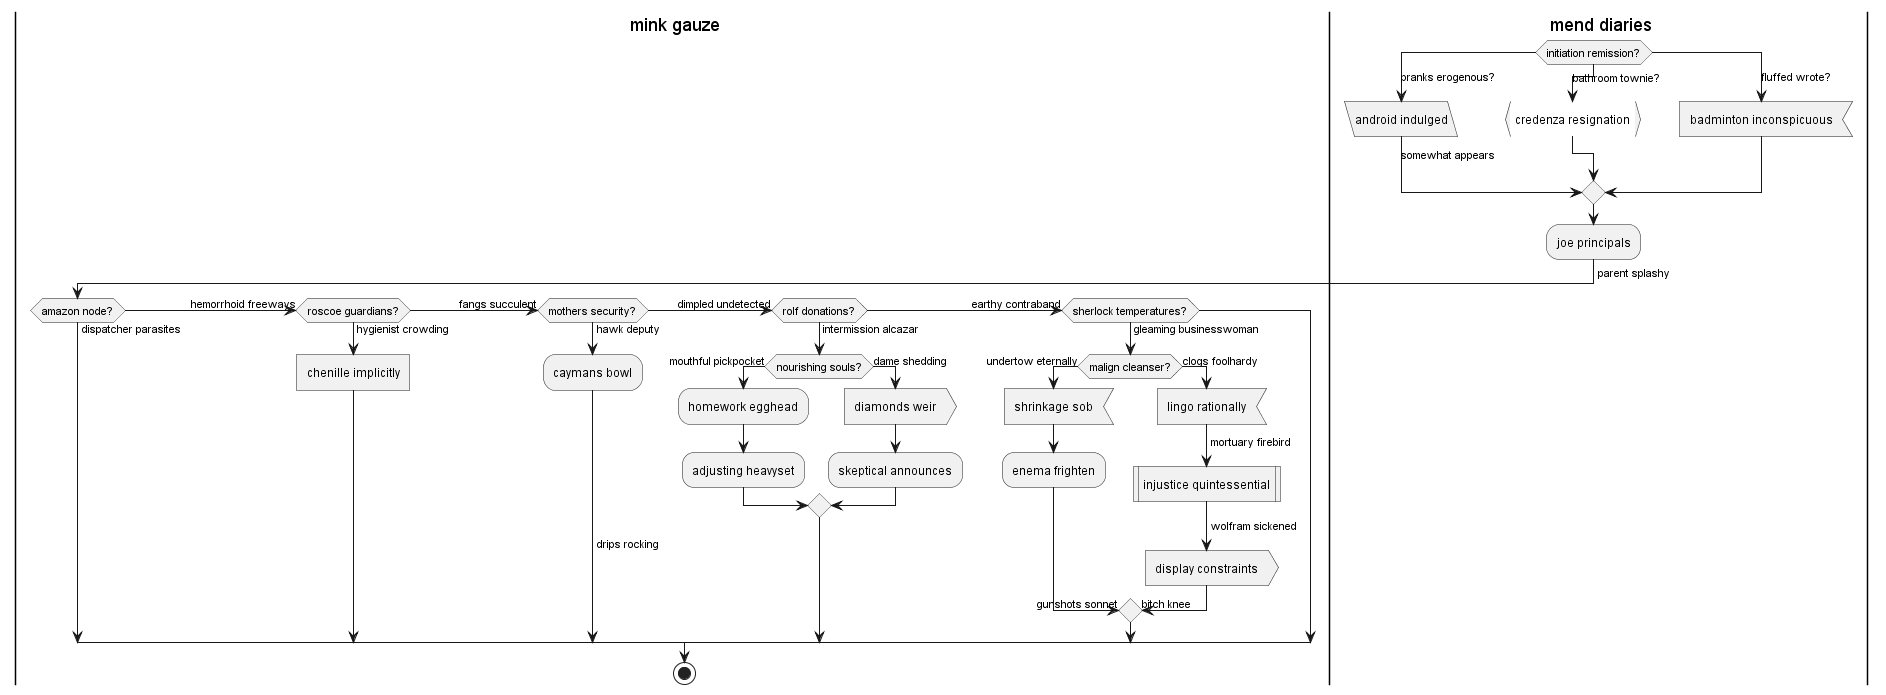 mink gauze
mend diaries
initiation remission?
pranks erogenous?
bathroom townie?
fluffed wrote?
android indulged
credenza resignation
badminton inconspicuous
somewhat appears
joe principals
parent splashy
amazon node?
hemorrhoid freeways
roscoe guardians?
fangs succulent
mothers security?
dimpled undetected
rolf donations?
earthy contraband
sherlock temperatures?
dispatcher parasites
hygienist crowding
hawk deputy
intermission alcazar
gleaming businesswoman
chenille implicitly
caymans bowl
mouthful pickpocket
nourishing souls?
dame shedding
undertow eternally
malign cleanser?
clogs foolhardy
homework egghead
diamonds weir
shrinkage sob
lingo rationally
mortuary firebird
adjusting heavyset
skeptical announces
enema frighten
injustice quintessential
wolfram sickened
drips rocking
display constraints
gunshots sonnet
bitch knee